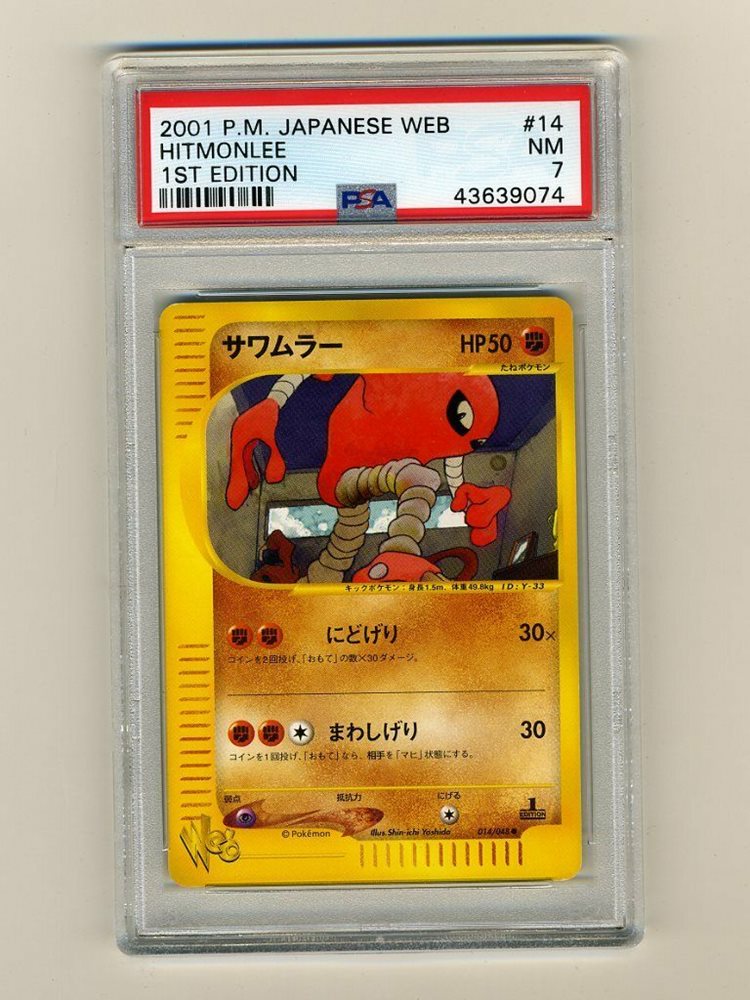 2001 P.M. JAPANESE WEB #14
HITMONLEE NM
1ST EDITION 7
PSA 43639074
サワムラー HP50
たねポケモン
キックポケモン:身長1.5m、体重49.8kg ID:Y-33
にどげり 30×
コインを2回投げ、「おもて」の数×30ダメージ。
まわしげり 30
コインを1回投げ、「おもて」なら、相手を「マヒ」状態にする。
弱点 抵抗力 にげる
1
EDITION
©Pokémon Illus. Shin-ichi Yoshida 014/048
Web